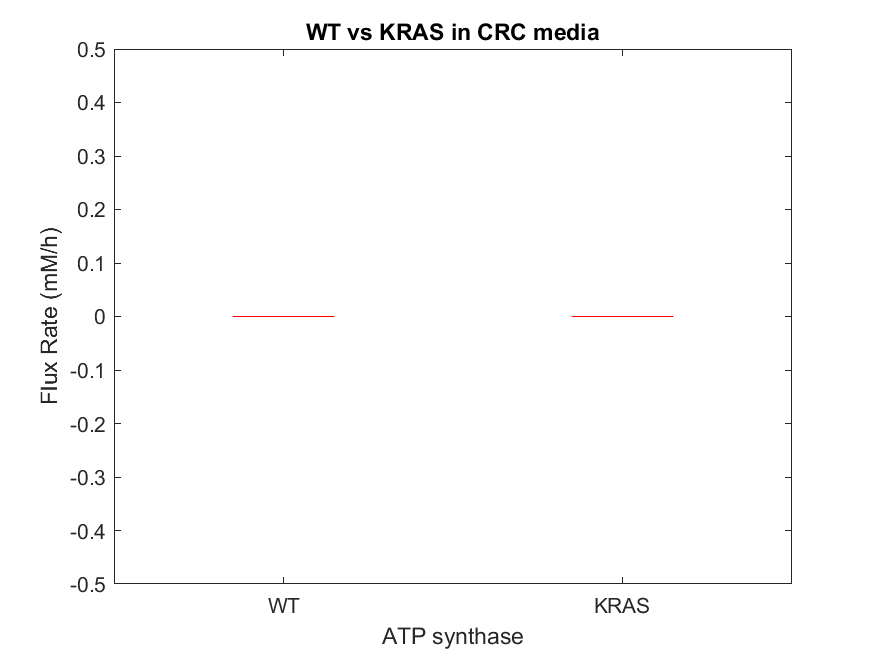 WT vs KRAS in CRC media
0.5
0.4
0.3
0.2
0.1
0
-0.1
-0.2
-0.3
-0.4
-0.5
Flux Rate (mM/h)
WT
KRAS
ATP synthase